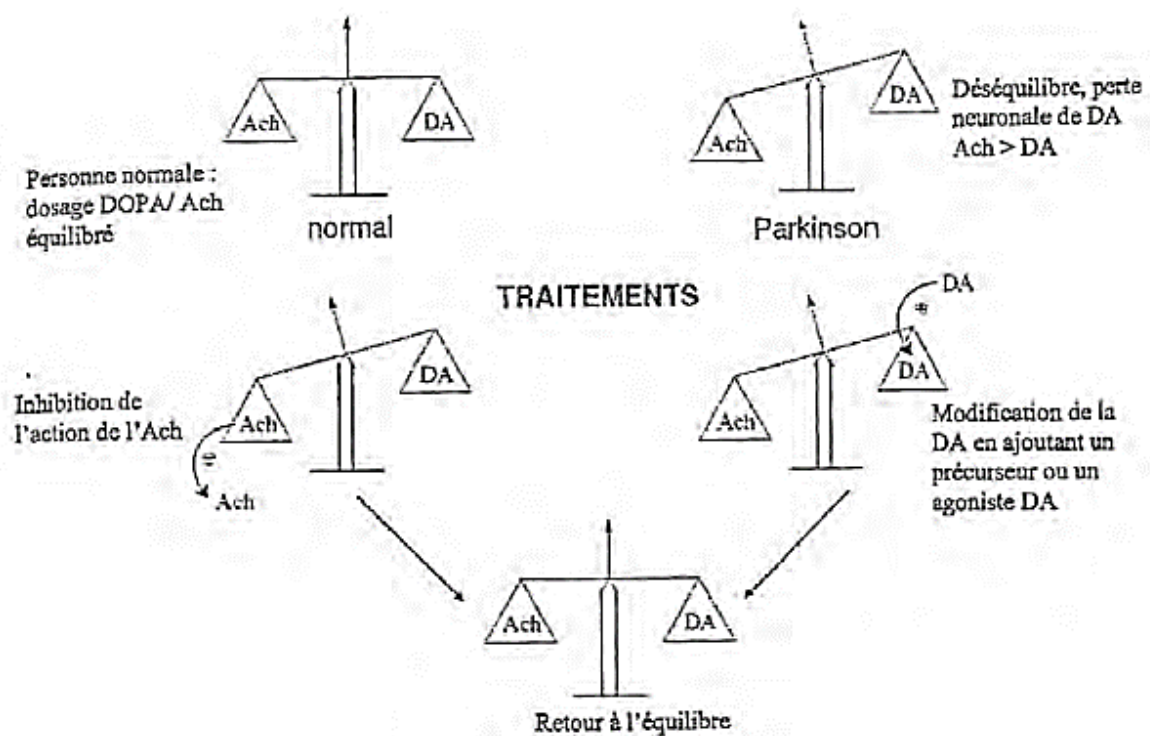 Ach
DA
Personne normale :
dosage DOPA/ Ach
équilibré
normal
Ach
DA
Déséquilibre, perte
neuronale de DA
Ach > DA
Parkinson
TRAITEMENTS
Inhibition de
l'action de l'Ach
Ach
DA
Ach
DA
Ach
DA
Modification de la
DA en ajoutant un
précurseur ou un
agoniste DA
Ach
DA
Retour à l'équilibre